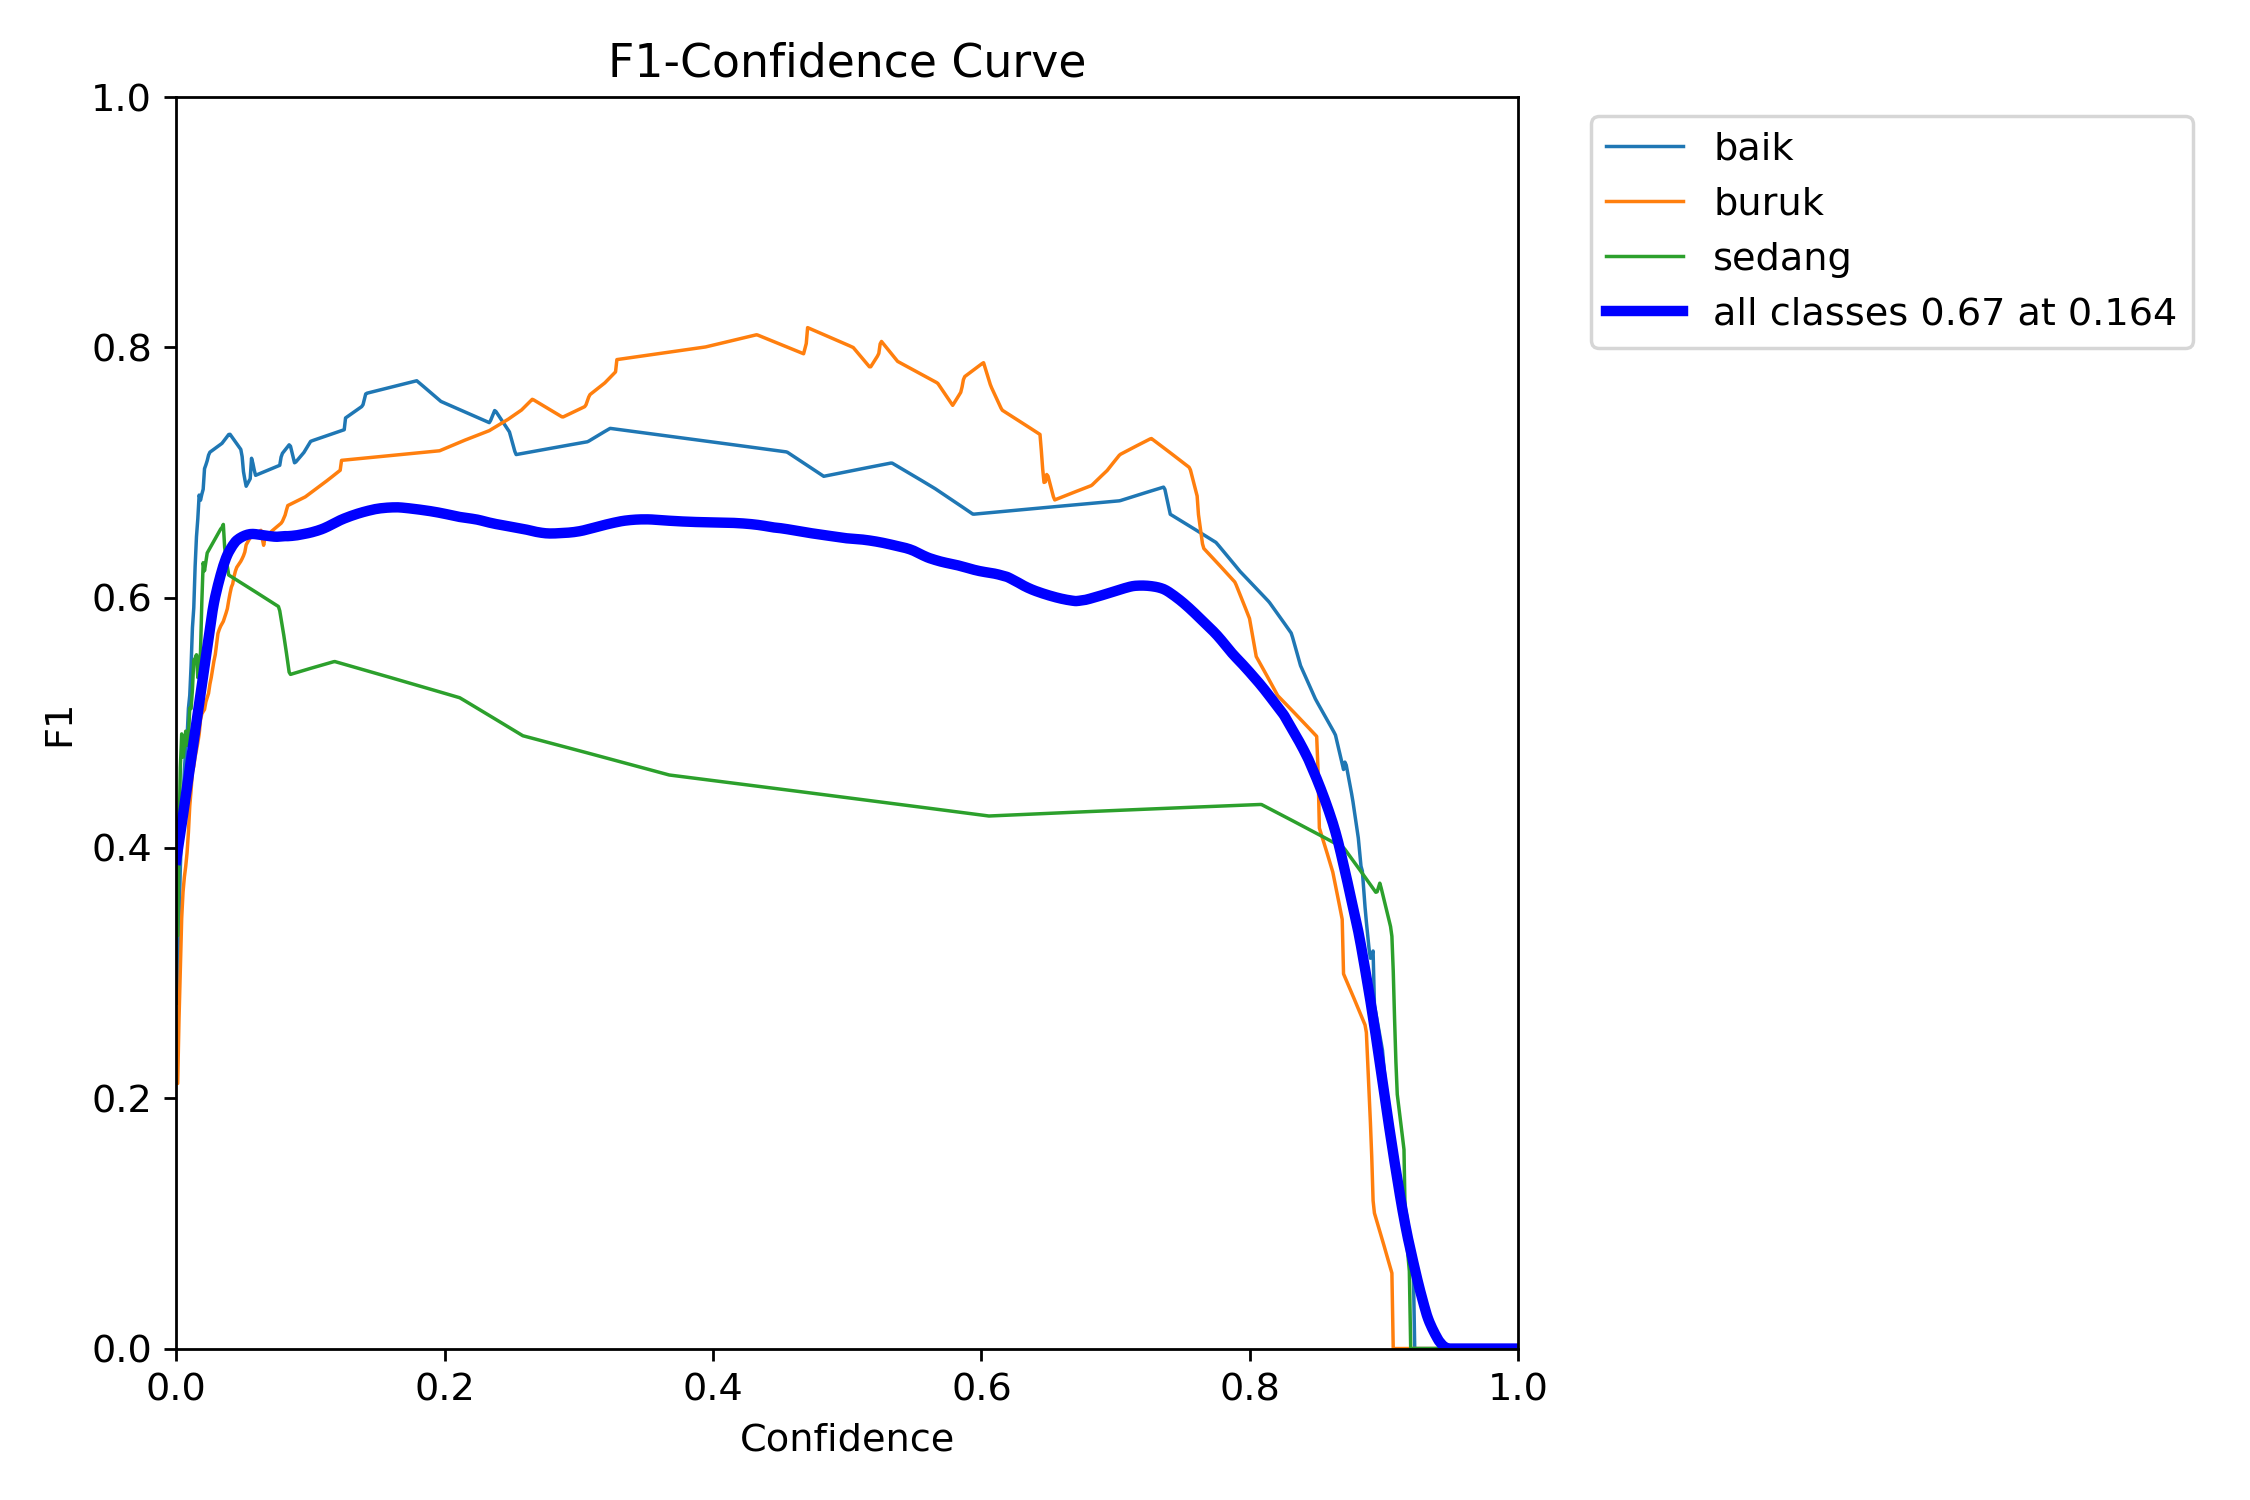 F1-Confidence Curve
1.0
0.8
0.6
0.4
0.2
0.0
F1
0.0 0.2 0.4 0.6 0.8 1.0
Confidence
baik
buruk
sedang
all classes 0.67 at 0.164